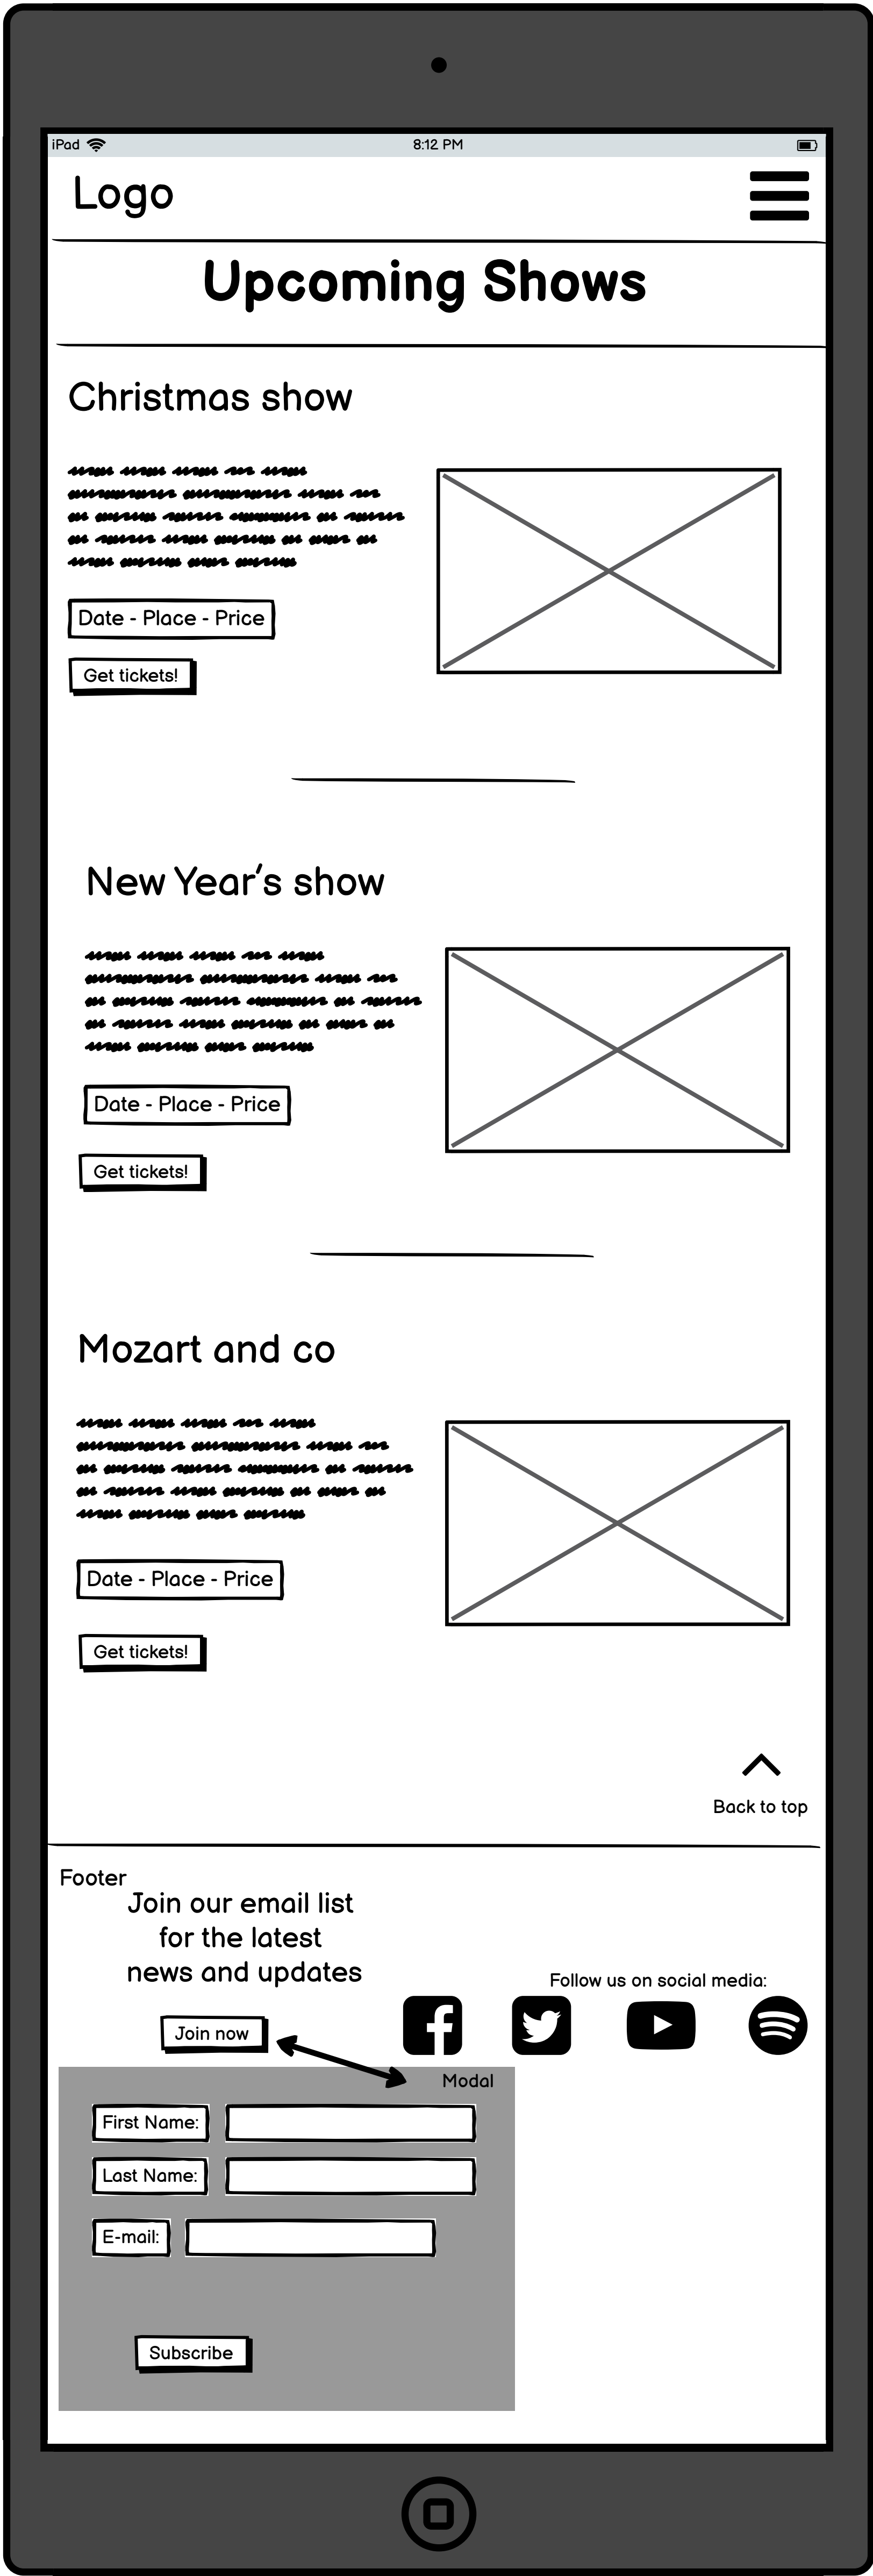 iPad
8:12 PM
Logo
Upcoming Shows
Christmas show
Date - Place - Price
Get tickets!
New Year's show
Date - Place - Price
Get tickets!
Mozart and co
Date - Place - Price
Get tickets!
Back to top
Footer
Join our email list
for the latest
news and updates
Follow us on social media:
Join now
Modal
First Name:
Last Name:
E-mail:
Subscribe